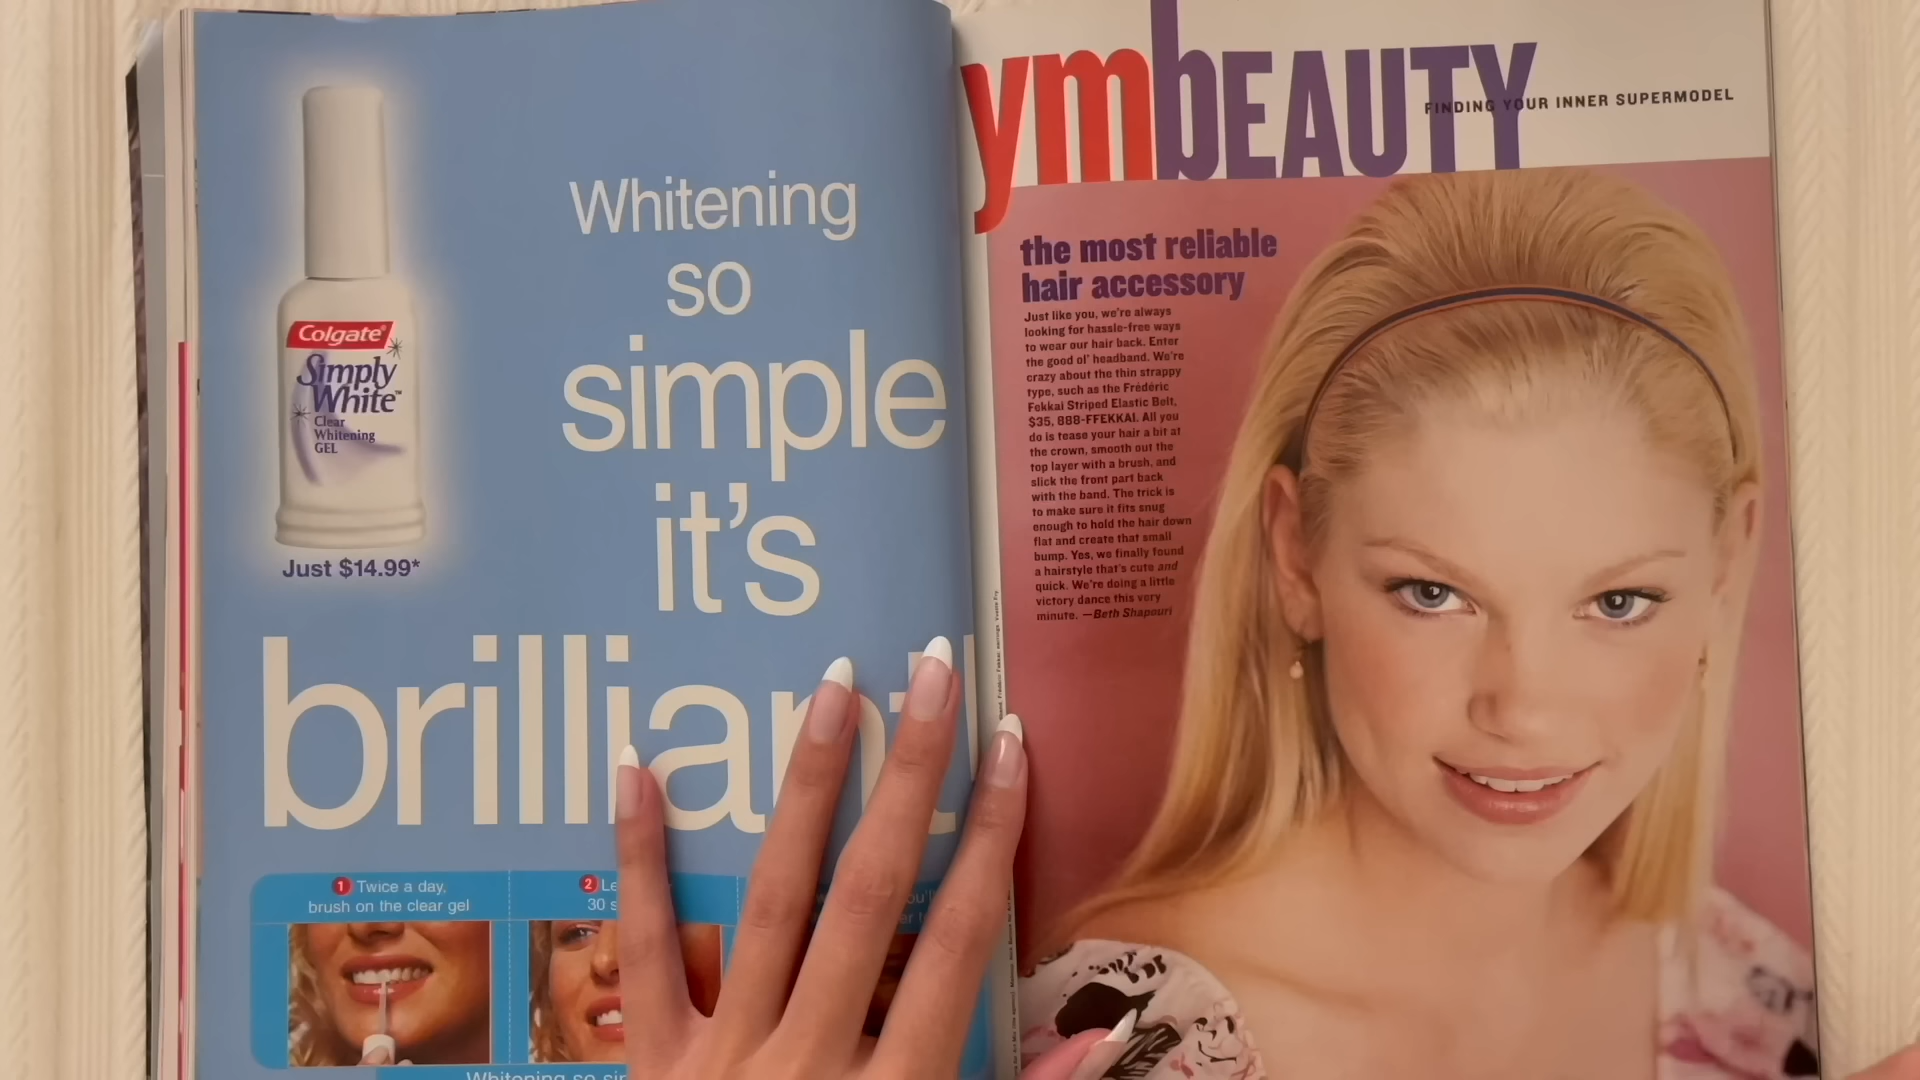 Colgate®
Simply
White™
Clear
Whitening
GEL
Just $14.99*
Whitening
so
simple
it's
brilliant
1 Twice a day,
brush on the clear gel
2
30
Whitening so
ymbEAUTY
FINDING YOUR INNER SUPERMODEL
the most reliable
hair accessory
Just like you, we're always
looking for hassle-free ways
to wear our hair back. Enter
the good ol' headband. We're
crazy about the thin strappy
type, such as the Frédéric
Fekkai Striped Elastic Belt,
$35, 888-FFEKKAI. All you
do is tease your hair a bit at
the crown, smooth out the
top layer with a brush, and
slick the front part back
with the band. The trick is
to make sure it fits snug
enough to hold the hair down
flat and create that small
bump. Yes, we finally found
a hairstyle that's cute and
quick. We're doing a little
victory dance this very
minute. —Beth Shapouri